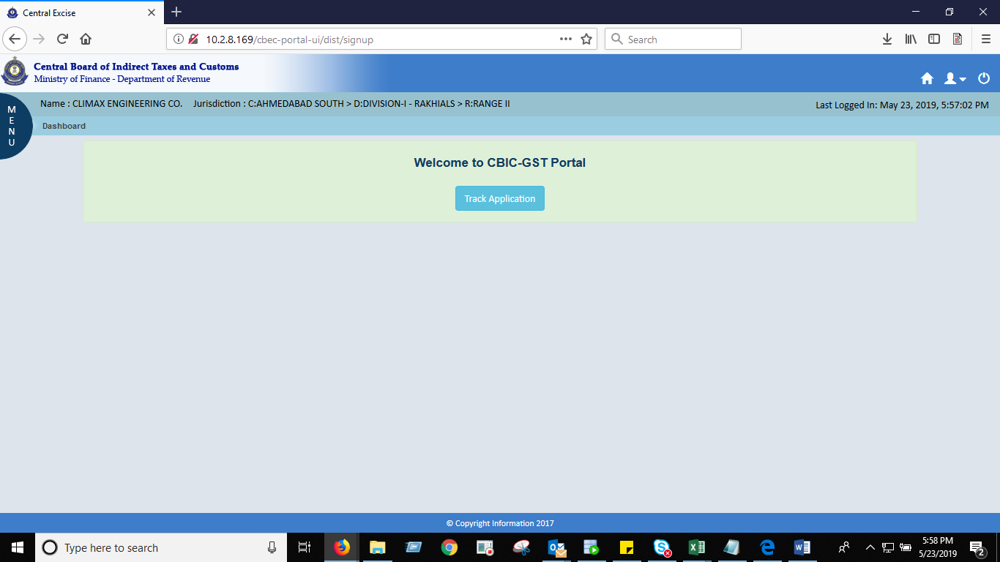 Central Excise
10.2.8.169/cbec-portal-ui/dist/signup
Search
Central Board of Indirect Taxes and Customs
Ministry of Finance - Department of Revenue
Name : CLIMAX ENGINEERING CO. Jurisdiction : C:AHMEDABAD SOUTH > D:DIVISION-I - RAKHIALS > R:RANGE II
Last Logged In: May 23, 2019, 5:57:02 PM
MENU
Dashboard
Welcome to CBIC-GST Portal
Track Application
© Copyright Information 2017
Type here to search
5:58 PM
5/23/2019
2